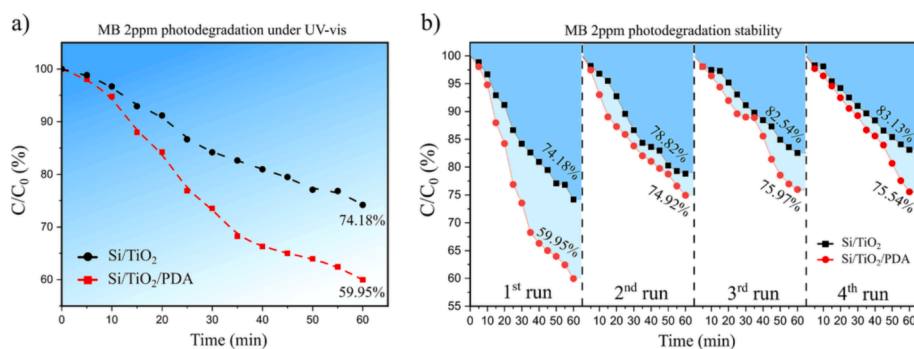 a)
MB 2ppm photodegradation under UV-vis
C/C₀ (%)
100
90
80
70
60
74.18%
59.95%
Si/TiO₂
Si/TiO₂/PDA
0 10 20 30 40 50 60
Time (min)
b)
MB 2ppm photodegradation stability
C/C₀ (%)
100
95
90
85
80
75
70
65
60
55
74.18%
59.95%
78.82%
74.92%
82.54%
75.97%
83.13%
75.54%
Si/TiO₂
Si/TiO₂/PDA
1ˢᵗ run
2ⁿᵈ run
3ʳᵈ run
4ᵗʰ run
0 10 20 30 40 50 60 0 10 20 30 40 50 60 0 10 20 30 40 50 60 0 10 20 30 40 50 60
Time (min)